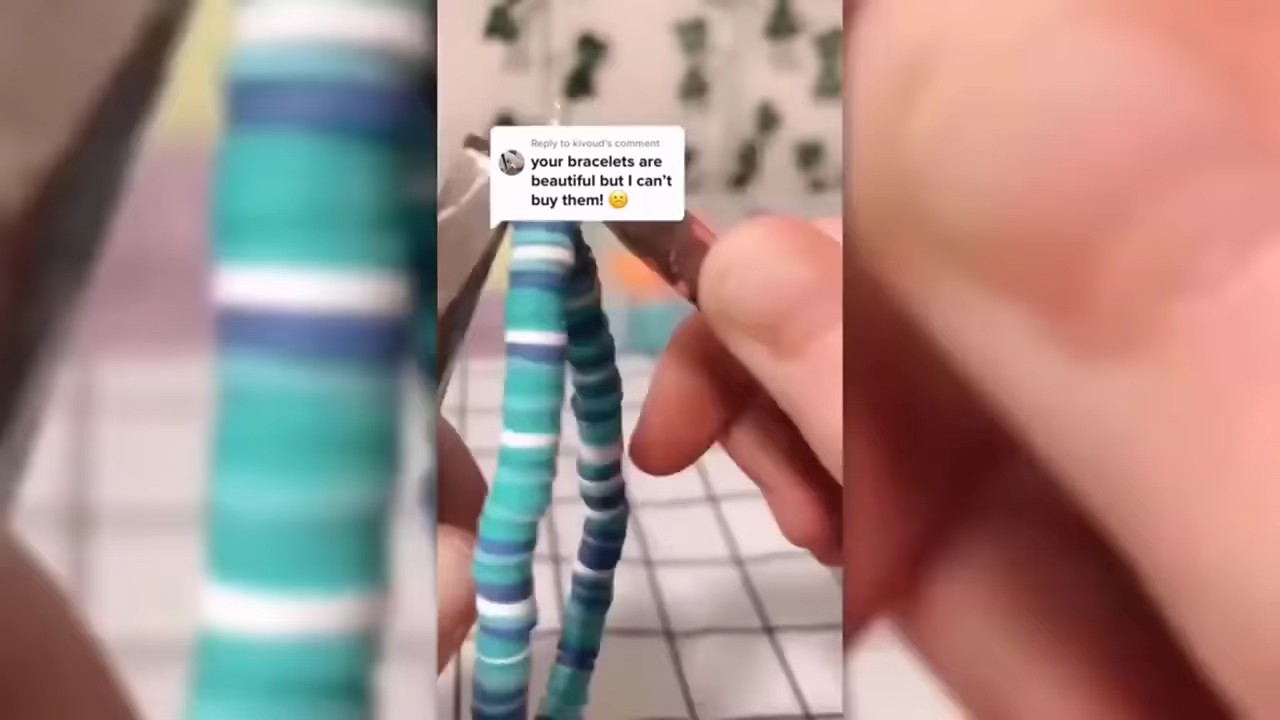 Reply to kivoud's comment
your bracelets are
beautiful but I can't
buy them! 🙁